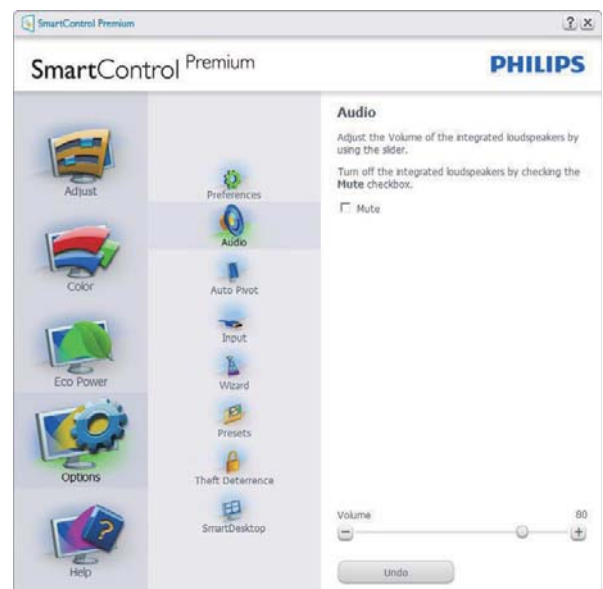 SmartControl Premium
? x
SmartControl Premium
PHILIPS
Adjust
Color
Eco Power
Options
Help
Preferences
Audio
Auto Pivot
Input
Wizard
Presets
Theft Deterrence
SmartDesktop
Audio
Adjust the Volume of the integrated loudspeakers by
using the slider.
Turn off the integrated loudspeakers by checking the
Mute checkbox.
Mute
Volume 80
− +
Undo